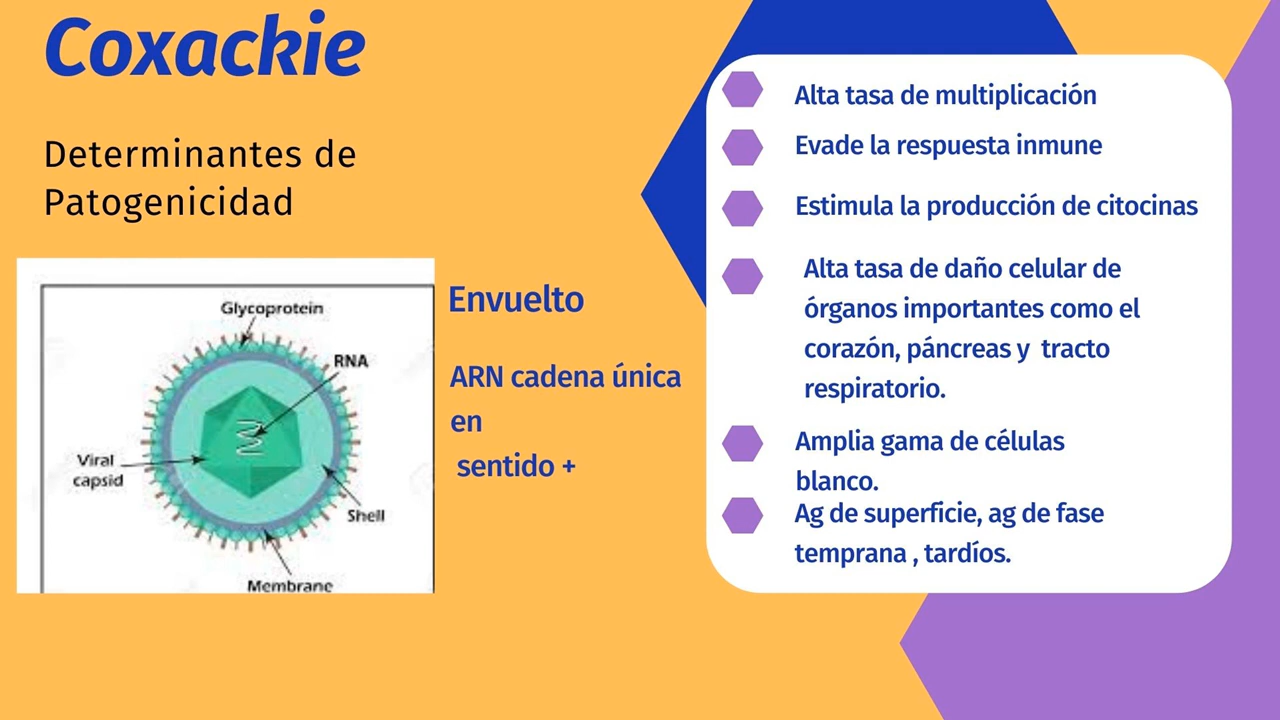 Coxackie
Determinantes de
Patogenicidad
Glycoprotein
RNA
Viral
capsid
Shell
Membrane
Envuelto
ARN cadena única
en
sentido +
Alta tasa de multiplicación
Evade la respuesta inmune
Estimula la producción de citocinas
Alta tasa de daño celular de
órganos importantes como el
corazón, páncreas y tracto
respiratorio.
Amplia gama de células
blanco.
Ag de superficie, ag de fase
temprana , tardíos.